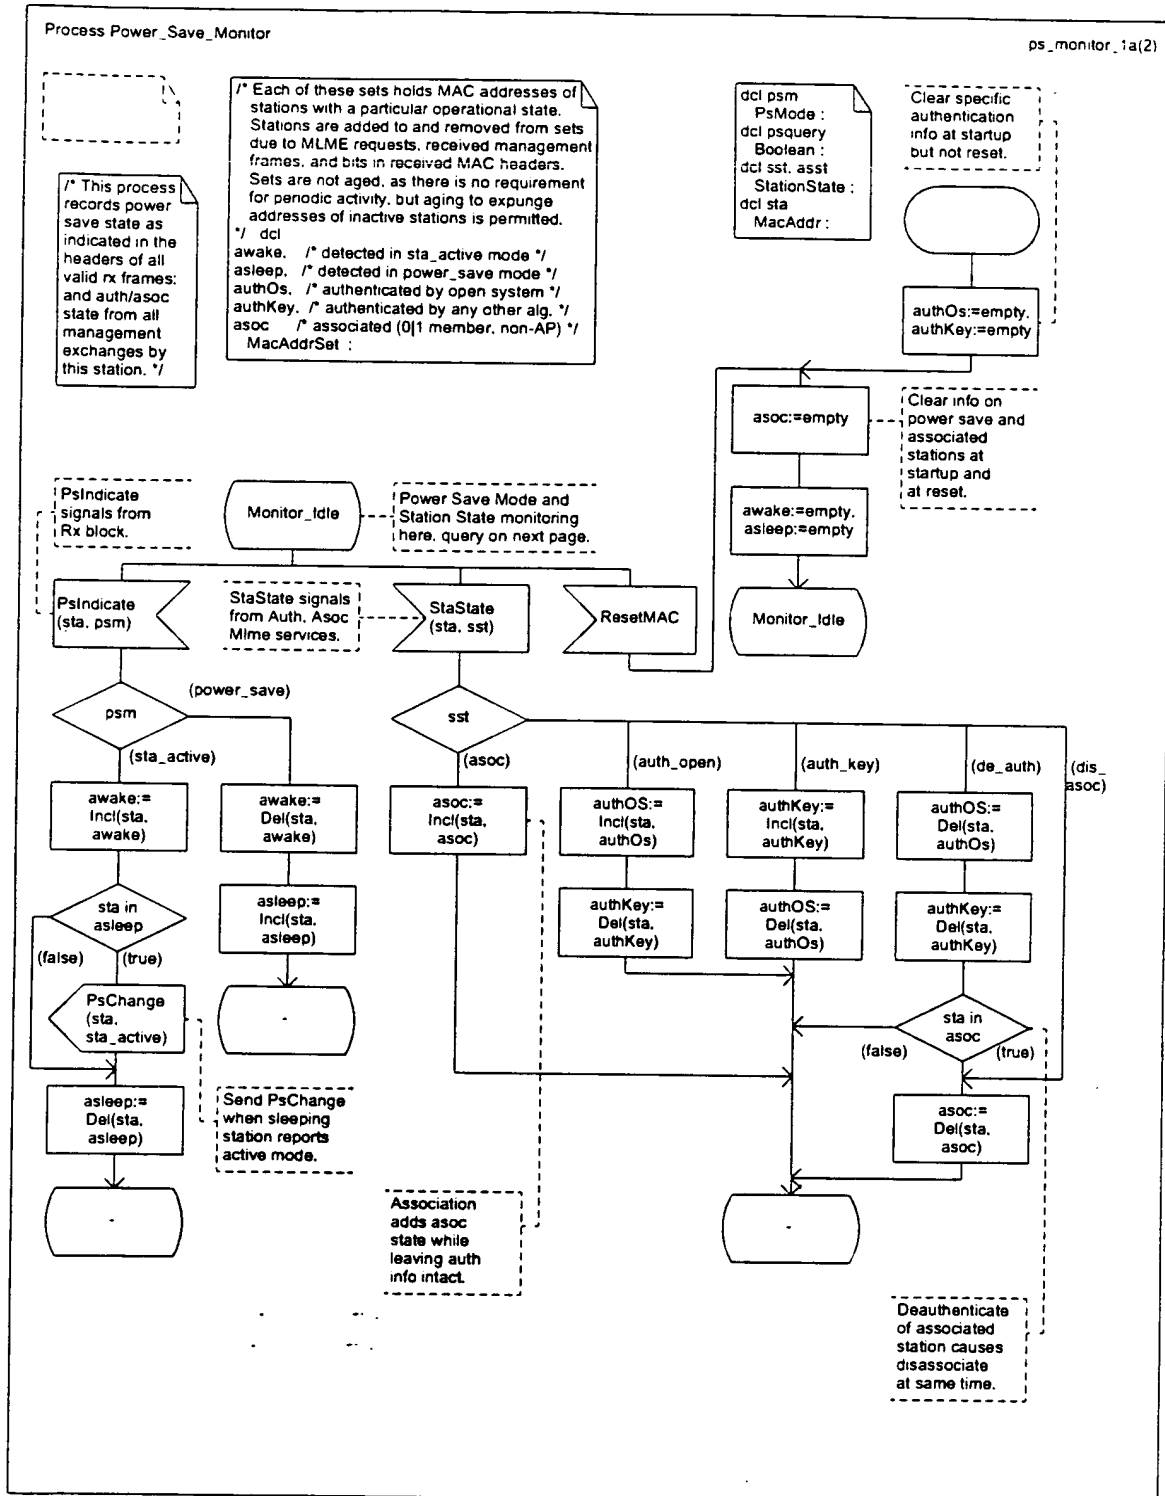 Process Power_Save_Monitor
ps_monitor_1a(2)
/* This process
records power
save state as
indicated in the
headers of all
valid rx frames:
and auth/asoc
state from all
management
exchanges by
this station. */
/* Each of these sets holds MAC addresses of
stations with a particular operational state.
Stations are added to and removed from sets
due to MLME requests, received management
frames, and bits in received MAC headers.
Sets are not aged, as there is no requirement
for periodic activity, but aging to expunge
addresses of inactive stations is permitted.
*/ dcl
awake, /* detected in sta_active mode */
asleep, /* detected in power_save mode */
authOs, /* authenticated by open system */
authKey, /* authenticated by any other alg. */
asoc /* associated (0|1 member, non-AP) */
MacAddrSet ;
dcl psm
PsMode ;
dcl psquery
Boolean ;
dcl sst, asst
StationState ;
dcl sta
MacAddr ;
Clear specific
authentication
info at startup
but not reset.
authOs:=empty,
authKey:=empty
asoc:=empty
Clear info on
power save and
associated
stations at
startup and
at reset.
awake:=empty,
asleep:=empty
Monitor_Idle
PsIndicate
signals from
Rx block.
Monitor_Idle
Power Save Mode and
Station State monitoring
here, query on next page.
PsIndicate
(sta, psm)
StaState signals
from Auth, Asoc
Mlme services.
StaState
(sta, sst)
ResetMAC
psm
(power_save)
(sta_active)
sst
(asoc)
(auth_open)
(auth_key)
(de_auth)
(dis_
asoc)
awake:=
Incl(sta,
awake)
awake:=
Del(sta,
awake)
asoc:=
Incl(sta,
asoc)
authOS:=
Incl(sta,
authOs)
authKey:=
Incl(sta,
authKey)
authOS:=
Del(sta,
authOs)
sta in
asleep
(false)
(true)
asleep:=
Incl(sta,
asleep)
authKey:=
Del(sta,
authKey)
authOS:=
Del(sta,
authOs)
authKey:=
Del(sta,
authKey)
PsChange
(sta,
sta_active)
-
sta in
asoc
(false)
(true)
asleep:=
Del(sta,
asleep)
Send PsChange
when sleeping
station reports
active mode.
asoc:=
Del(sta,
asoc)
-
Association
adds asoc
state while
leaving auth
info intact.
-
Deauthenticate
of associated
station causes
disassociate
at same time.